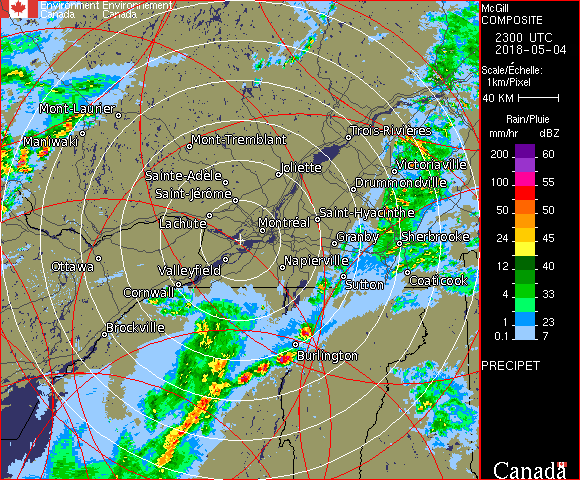 Environment Environnement
Canada Canada
McGill
COMPOSITE
2300 UTC
2018-05-04
Scale/Échelle:
1km/Pixel
40 KM
Rain/Pluie
mm/hr dBZ
200 60
150 57
100 55
50 50
24 45
12 40
4 33
1 23
0.1 7
PRECIPET
Canada
Mont-Laurier
Maniwaki
Mont-Tremblant
Trois-Rivières
Victoriaville
Joliette
Sainte-Adèle
Drummondville
Saint-Jérôme
Lachute
Saint-Hyacinthe
Montréal
Granby
Sherbrooke
Ottawa
Valleyfield
Napierville
Coaticook
Sutton
Cornwall
Brockville
Burlington